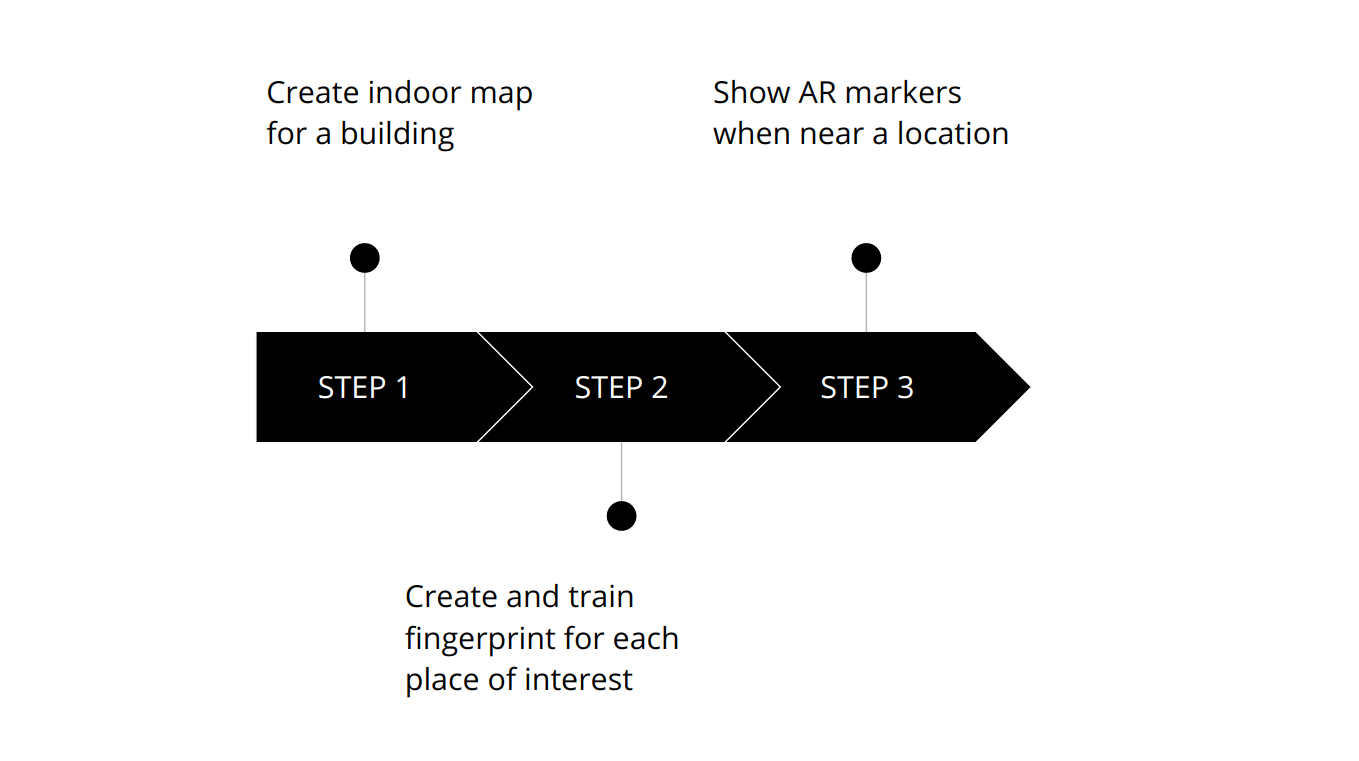 Create indoor map
for a building
Show AR markers
when near a location
STEP 1
STEP 2
STEP 3
Create and train
fingerprint for each
place of interest